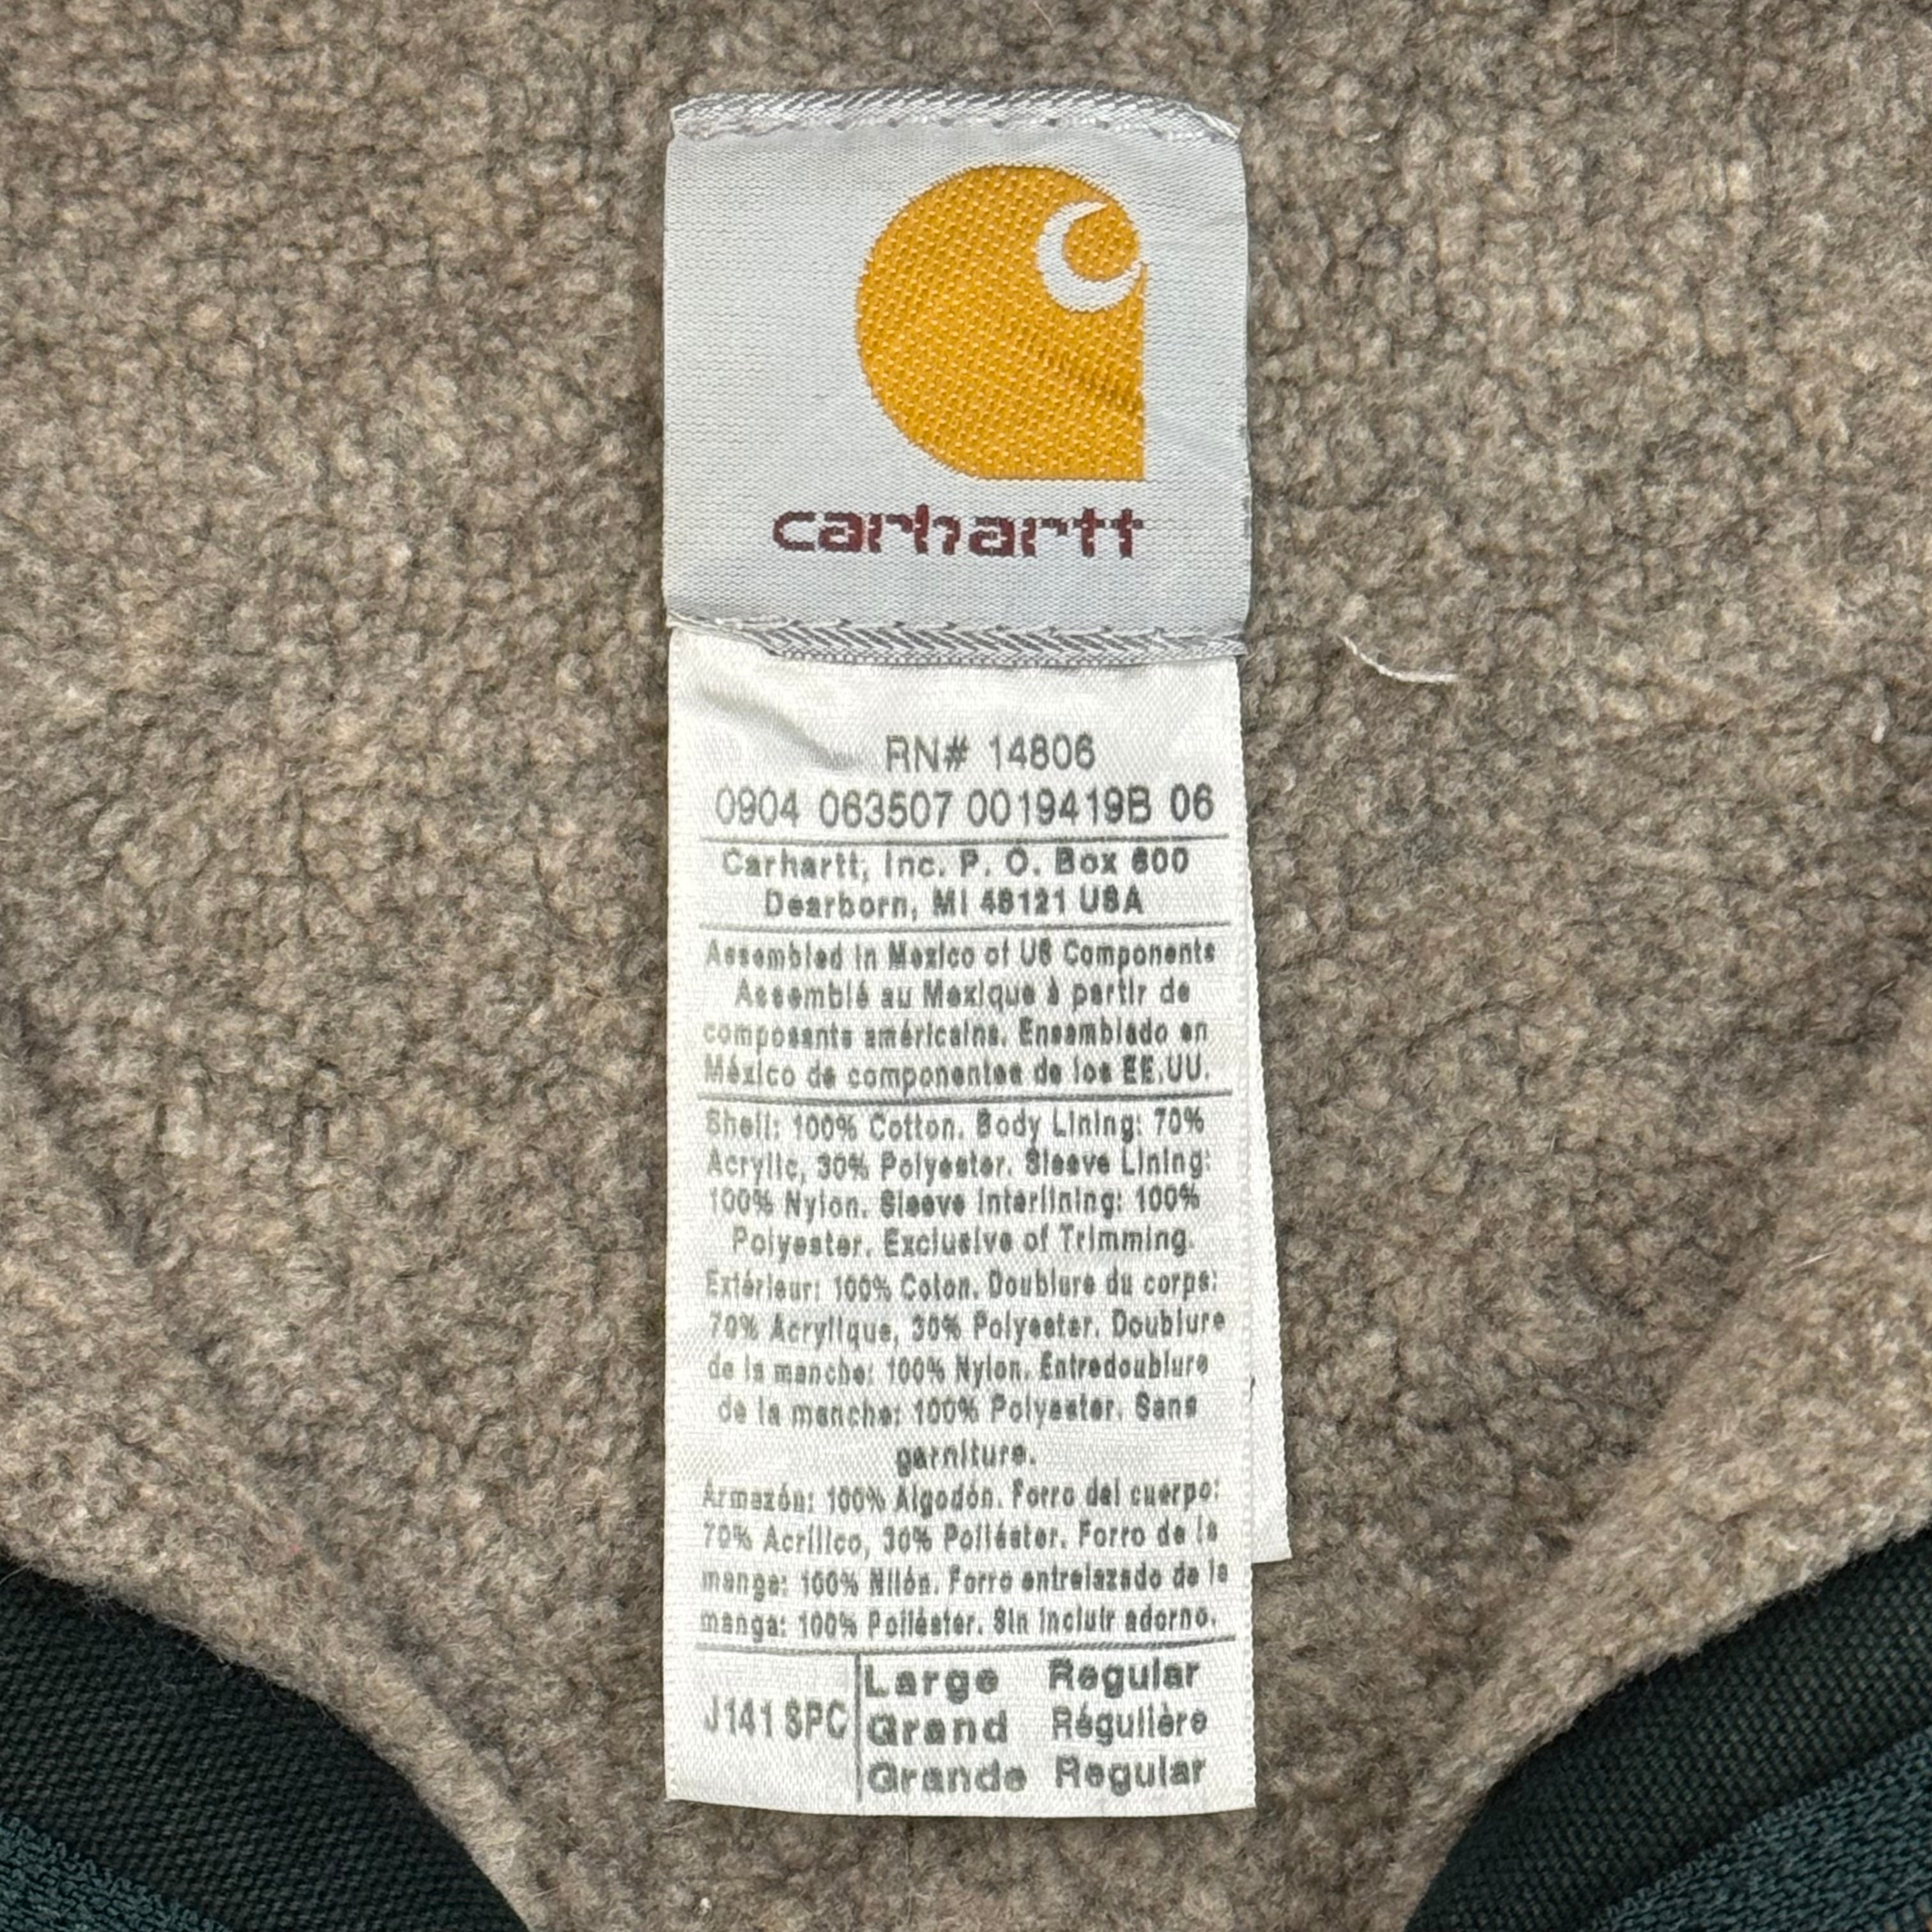 carhartt
RN# 14806
0904 063507 0019419B 06
Carhartt, Inc. P. O. Box 600
Dearborn, MI 48121 USA
Assembled in Mexico of US Components
Assemblé au Mexique à partir de
composants américains. Ensamblado en
México de componentes de los EE.UU.
Shell: 100% Cotton. Body Lining: 70%
Acrylic, 30% Polyester. Sleeve Lining:
100% Nylon. Sleeve Interlining: 100%
Polyester. Exclusive of Trimming.
Extérieur: 100% Coton. Doublure du corps:
70% Acrylique, 30% Polyester. Doublure
de la manche: 100% Nylon. Entredoublure
de la manche: 100% Polyester. Sans
garniture.
Armazón: 100% Algodón. Forro del cuerpo:
70% Acrílico, 30% Poliéster. Forro de la
manga: 100% Nilón. Forro entrelazado de la
manga: 100% Poliéster. Sin incluir adorno.
J141 SPC
Large Regular
Grand Régulière
Grande Regular